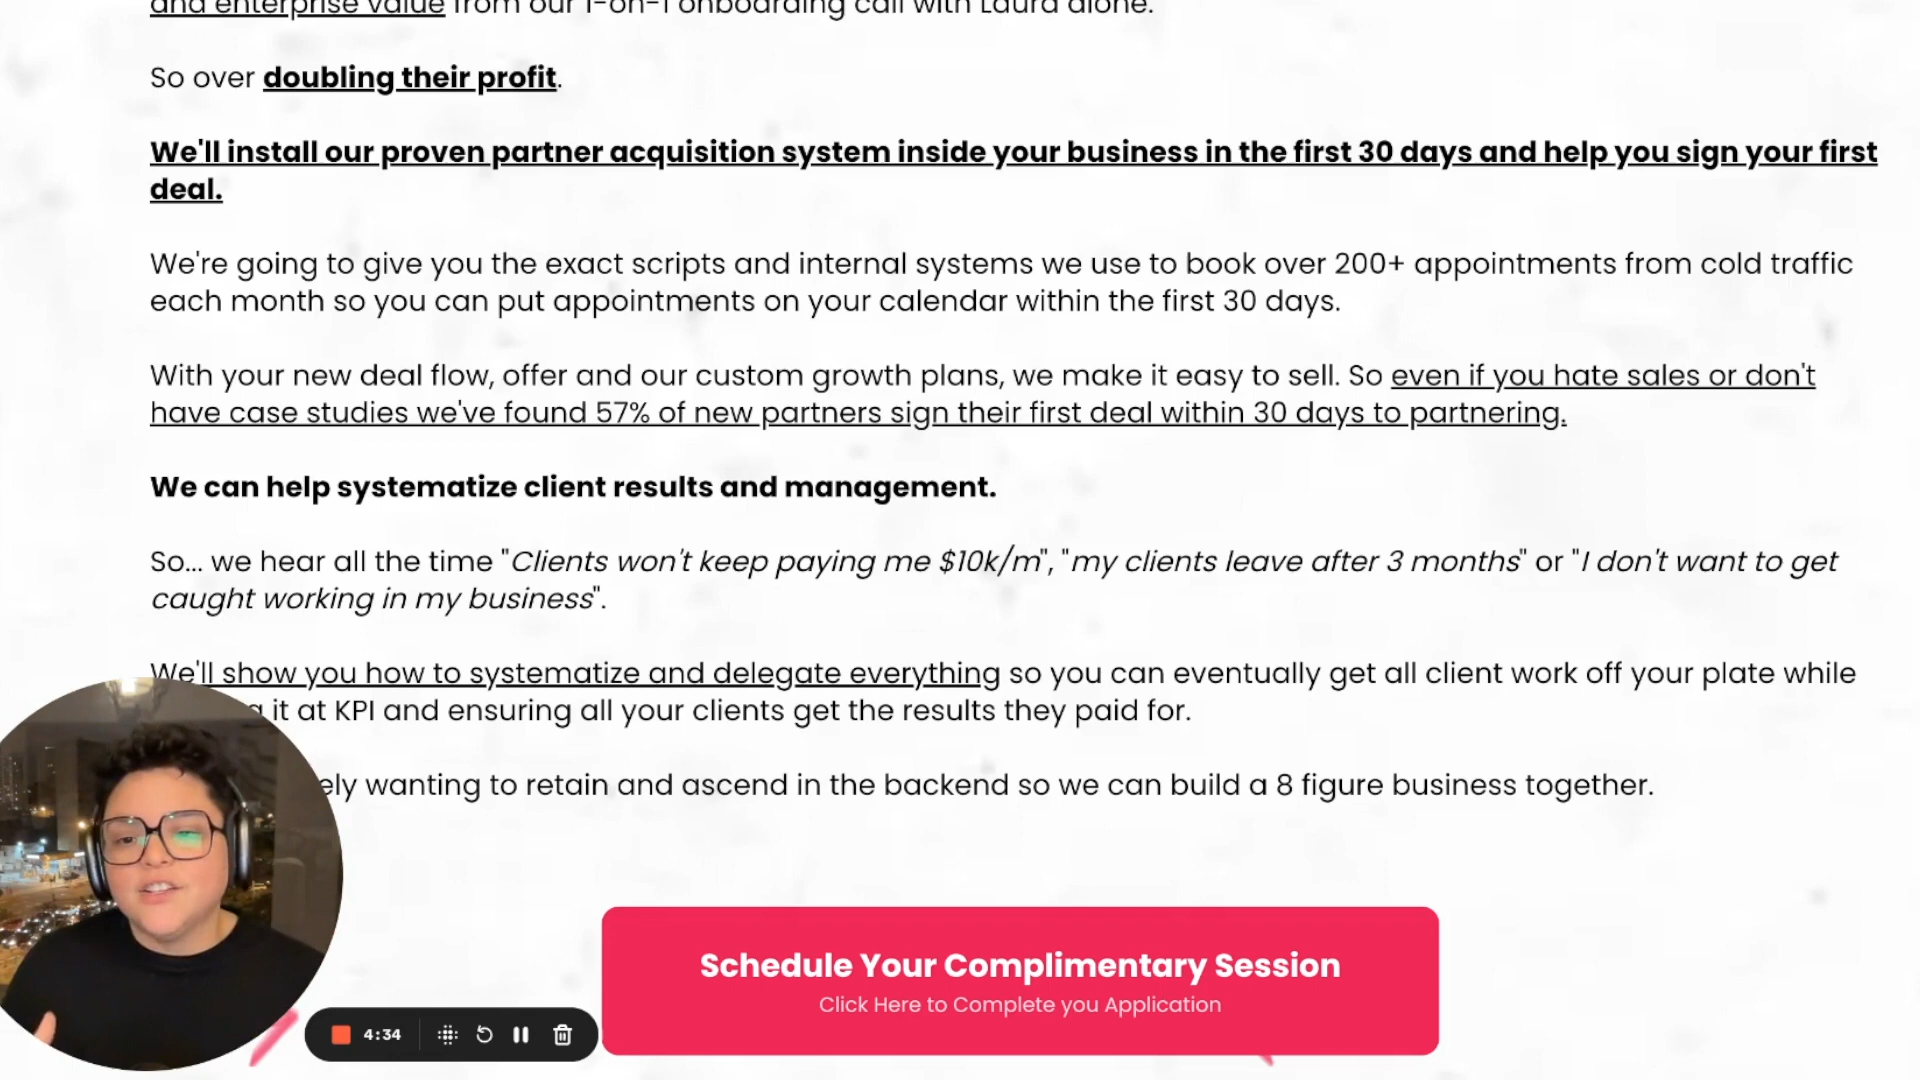 and enterprise value from our 1-on-1 onboarding call with Laura alone.
So over doubling their profit.
We'll install our proven partner acquisition system inside your business in the first 30 days and help you sign your first
deal.
We're going to give you the exact scripts and internal systems we use to book over 200+ appointments from cold traffic
each month so you can put appointments on your calendar within the first 30 days.
With your new deal flow, offer and our custom growth plans, we make it easy to sell. So even if you hate sales or don't
have case studies we've found 57% of new partners sign their first deal within 30 days to partnering.
We can help systematize client results and management.
So... we hear all the time "Clients won't keep paying me $10k/m", "my clients leave after 3 months" or "I don't want to get
caught working in my business".
We'll show you how to systematize and delegate everything so you can eventually get all client work off your plate while
it at KPI and ensuring all your clients get the results they paid for.
wanting to retain and ascend in the backend so we can build a 8 figure business together.
Schedule Your Complimentary Session
Click Here to Complete you Application
4:34